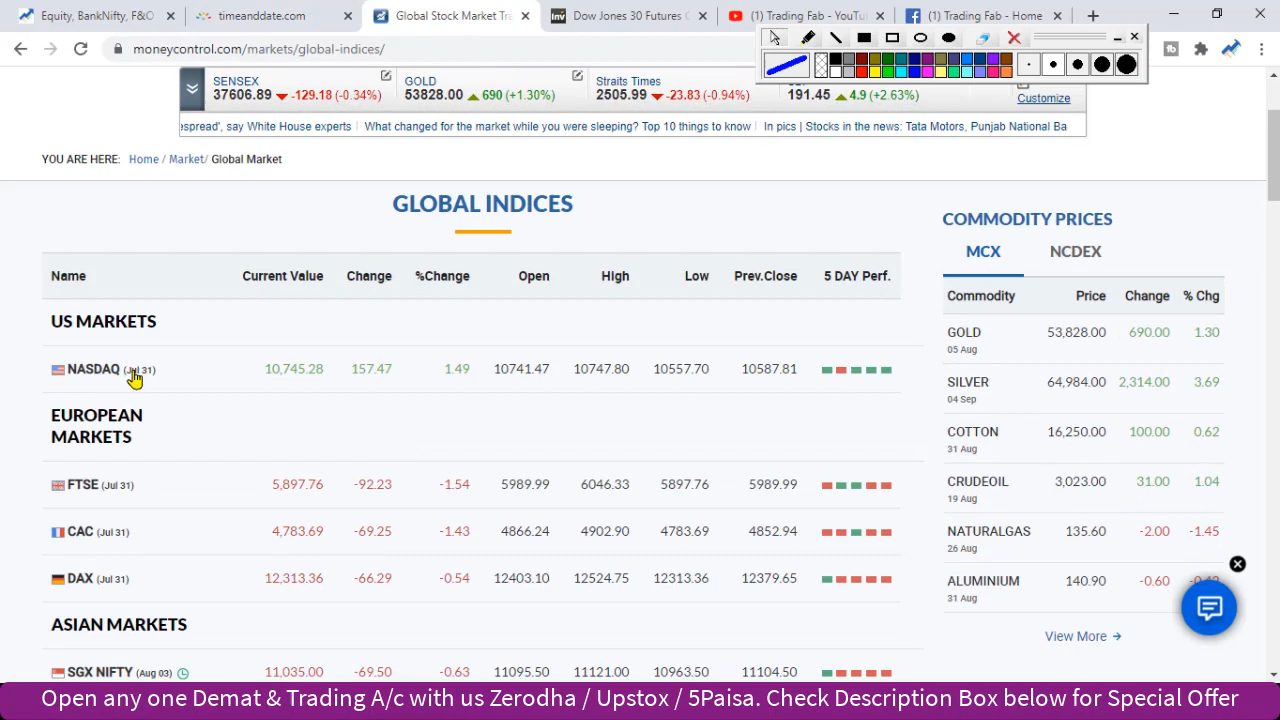 Equity, BankNifty, F&O
timeanddate.com
Global Stock Market Tra
Dow Jones 30 Futures
(1) Trading Fab - YouTu
(1) Trading Fab - Home
moneycontrol.com/markets/global-indices/
SENSEX
37606.89 -129.18 (-0.34%)
GOLD
53828.00 690 (+1.30%)
Straits Times
2505.99 -23.83 (-0.94%)
191.45 4.9 (+2.63%)
Customize
espread', say White House experts | What changed for the market while you were sleeping? Top 10 things to know | In pics | Stocks in the news: Tata Motors, Punjab National Ba
YOU ARE HERE: Home / Market/ Global Market
GLOBAL INDICES
Name Current Value Change %Change Open High Low Prev.Close 5 DAY Perf.
US MARKETS
NASDAQ (Jul 31) 10,745.28 157.47 1.49 10741.47 10747.80 10557.70 10587.81
EUROPEAN
MARKETS
FTSE (Jul 31) 5,897.76 -92.23 -1.54 5989.99 6046.33 5897.76 5989.99
CAC (Jul 31) 4,783.69 -69.25 -1.43 4866.24 4902.90 4783.69 4852.94
DAX (Jul 31) 12,313.36 -66.29 -0.54 12403.10 12524.75 12313.36 12379.65
ASIAN MARKETS
SGX NIFTY (Aug 03) 11,035.00 -69.50 -0.63 11095.50 11121.00 10963.50 11104.50
COMMODITY PRICES
MCX NCDEX
Commodity Price Change % Chg
GOLD 53,828.00 690.00 1.30
05 Aug
SILVER 64,984.00 2,314.00 3.69
04 Sep
COTTON 16,250.00 100.00 0.62
31 Aug
CRUDEOIL 3,023.00 31.00 1.04
19 Aug
NATURALGAS 135.60 -2.00 -1.45
26 Aug
ALUMINIUM 140.90 -0.60
31 Aug
View More
Open any one Demat & Trading A/c with us Zerodha / Upstox / 5Paisa. Check Description Box below for Special Offer